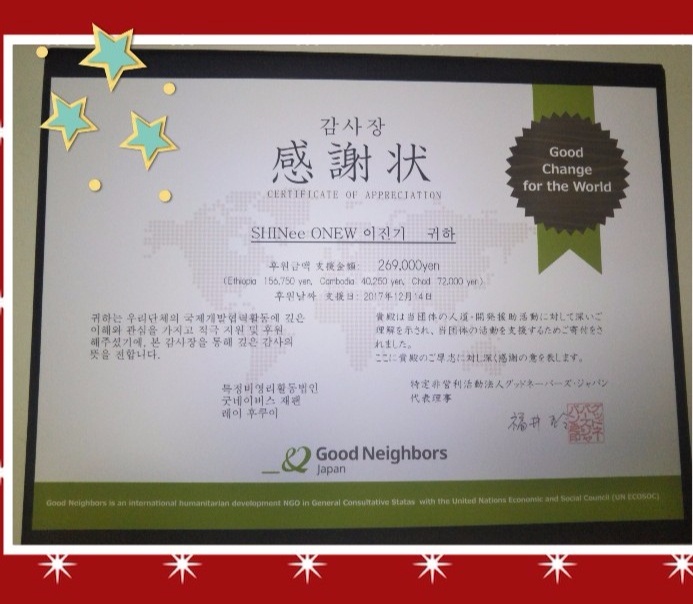 감사장
感謝状
CERTIFICATE OF APPRECIATION
Good
Change
for the World
SHINee ONEW 이진기 귀하
후원금액 支援金額: 269,000yen
(Ethiopia 156,750 yen, Cambodia 40,250 yen, Chad 72,000 yen)
후원날짜 支援日: 2017年12月14日
귀하는 우리단체의 국제개발협력활동에 깊은
이해와 관심을 가지고 적극 지원 및 후원
해주셨기에, 본 감사장을 통해 깊은 감사의
뜻을 전합니다.
貴殿は当団体の人道・開発援助活動に対して深いご
理解を示され、当団体の活動を支援するためご寄付をさ
れました。
ここに貴殿のご厚志に対し深く感謝の意を表します。
특정비영리활동법인
굿네이버스 재팬
레이 후쿠이
特定非営利活動法人グッドネーバーズ・ジャパン
代表理事
福井
Good Neighbors
Japan
Good Neighbors is an international humanitarian development NGO in General Consultative Status with the United Nations Economic and Social Council (UN ECOSOC)